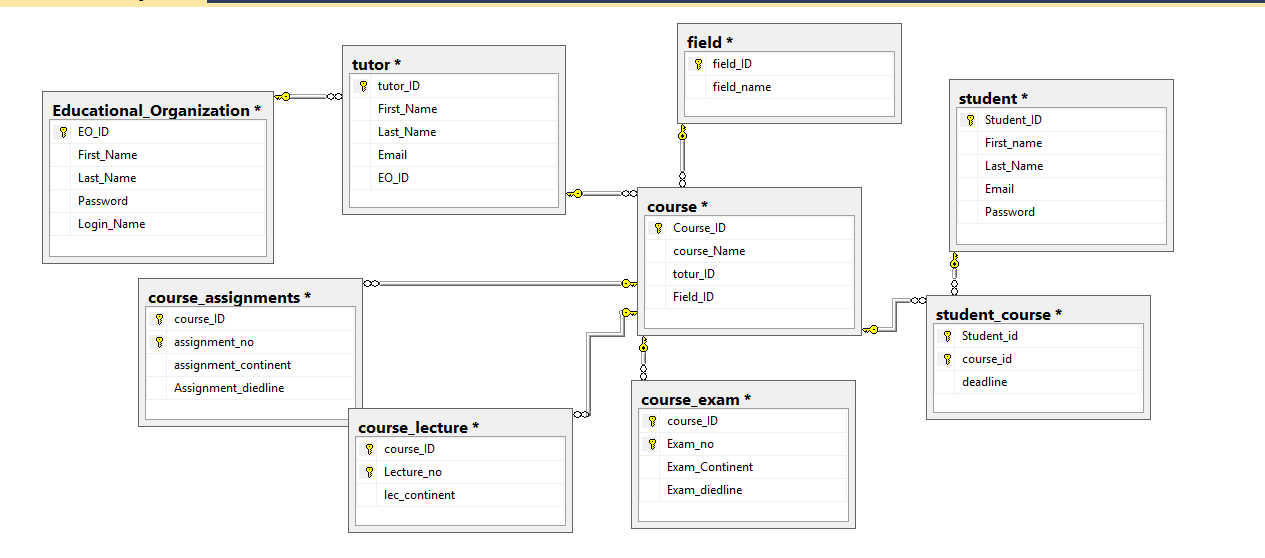 field *
field_ID
field_name
tutor *
tutor_ID
First_Name
Last_Name
Email
EO_ID
Educational_Organization *
EO_ID
First_Name
Last_Name
Password
Login_Name
student *
Student_ID
First_name
Last_Name
Email
Password
course *
Course_ID
course_Name
totur_ID
Field_ID
course_assignments *
course_ID
assignment_no
assignment_continent
Assignment_diedline
student_course *
Student_id
course_id
deadline
course_lecture *
course_ID
Lecture_no
lec_continent
course_exam *
course_ID
Exam_no
Exam_Continent
Exam_diedline